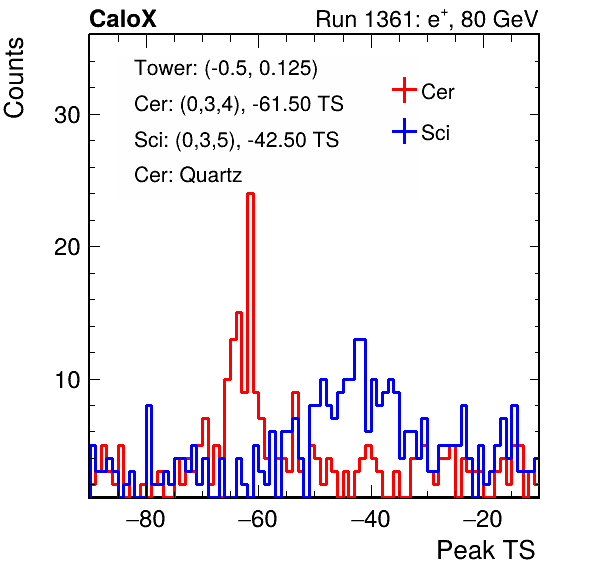 CaloX Run 1361: e⁺, 80 GeV
Counts
Tower: (-0.5, 0.125)
Cer: (0,3,4), -61.50 TS
Sci: (0,3,5), -42.50 TS
Cer: Quartz
Cer
Sci
30
20
10
−80 −60 −40 −20
Peak TS